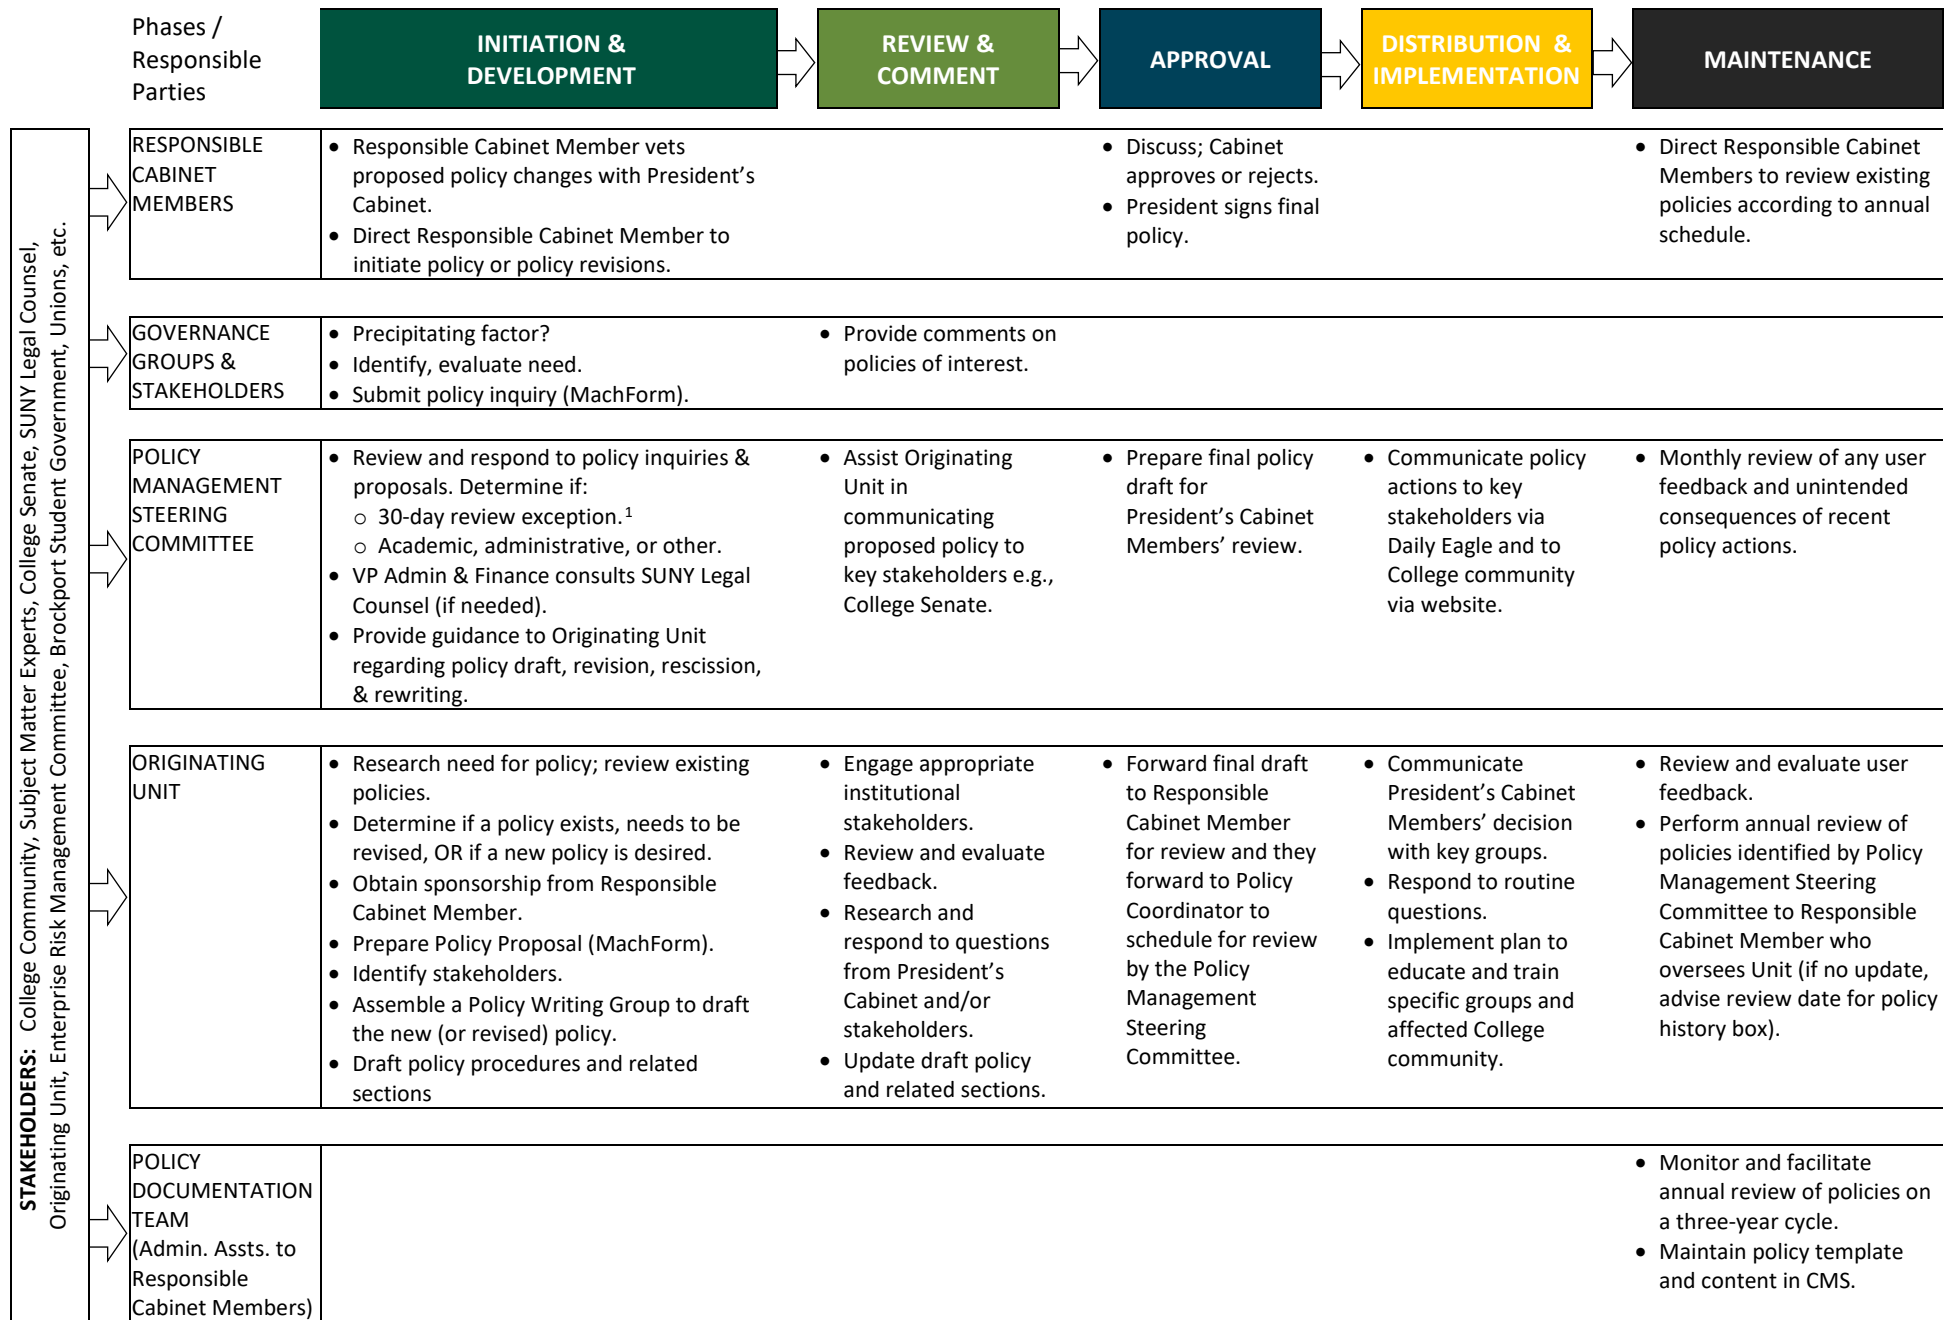 Phases /
Responsible
Parties
INITIATION &
DEVELOPMENT
REVIEW &
COMMENT
APPROVAL
DISTRIBUTION &
IMPLEMENTATION
MAINTENANCE
STAKEHOLDERS: College Community, Subject Matter Experts, College Senate, SUNY Legal Counsel,
Originating Unit, Enterprise Risk Management Committee, Brockport Student Government, Unions, etc.
RESPONSIBLE
CABINET
MEMBERS
• Responsible Cabinet Member vets
proposed policy changes with President’s
Cabinet.
• Direct Responsible Cabinet Member to
initiate policy or policy revisions.
• Discuss; Cabinet
approves or rejects.
• President signs final
policy.
• Direct Responsible Cabinet
Members to review existing
policies according to annual
schedule.
GOVERNANCE
GROUPS &
STAKEHOLDERS
• Precipitating factor?
• Identify, evaluate need.
• Submit policy inquiry (MachForm).
• Provide comments on
policies of interest.
POLICY
MANAGEMENT
STEERING
COMMITTEE
• Review and respond to policy inquiries &
proposals. Determine if:
o 30-day review exception.1
o Academic, administrative, or other.
• VP Admin & Finance consults SUNY Legal
Counsel (if needed).
• Provide guidance to Originating Unit
regarding policy draft, revision, rescission,
& rewriting.
• Assist Originating
Unit in
communicating
proposed policy to
key stakeholders e.g.,
College Senate.
• Prepare final policy
draft for
President’s Cabinet
Members’ review.
• Communicate policy
actions to key
stakeholders via
Daily Eagle and to
College community
via website.
• Monthly review of any user
feedback and unintended
consequences of recent
policy actions.
ORIGINATING
UNIT
• Research need for policy; review existing
policies.
• Determine if a policy exists, needs to be
revised, OR if a new policy is desired.
• Obtain sponsorship from Responsible
Cabinet Member.
• Prepare Policy Proposal (MachForm).
• Identify stakeholders.
• Assemble a Policy Writing Group to draft
the new (or revised) policy.
• Draft policy procedures and related
sections
• Engage appropriate
institutional
stakeholders.
• Review and evaluate
feedback.
• Research and
respond to questions
from President’s
Cabinet and/or
stakeholders.
• Update draft policy
and related sections.
• Forward final draft
to Responsible
Cabinet Member
for review and they
forward to Policy
Coordinator to
schedule for review
by the Policy
Management
Steering
Committee.
• Communicate
President’s Cabinet
Members’ decision
with key groups.
• Respond to routine
questions.
• Implement plan to
educate and train
specific groups and
affected College
community.
• Review and evaluate user
feedback.
• Perform annual review of
policies identified by Policy
Management Steering
Committee to Responsible
Cabinet Member who
oversees Unit (if no update,
advise review date for policy
history box).
POLICY
DOCUMENTATION
TEAM
(Admin. Assts. to
Responsible
Cabinet Members)
• Monitor and facilitate
annual review of policies on
a three-year cycle.
• Maintain policy template
and content in CMS.